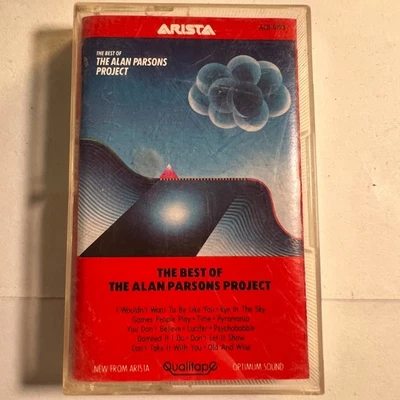 ARISTA
THE BEST OF
THE ALAN PARSONS
PROJECT
THE BEST OF
THE ALAN PARSONS PROJECT
I Wouldn't Want To Be Like You • Eye In The Sky
Games People Play • Time • Pyramania
You Don't Believe • Lucifer • Psychobabble
Damned If I Do • Don't Let It Show
Can't Take It With You • Old And Wise
NEW FROM ARISTA
Qualitape
OPTIMUM SOUND